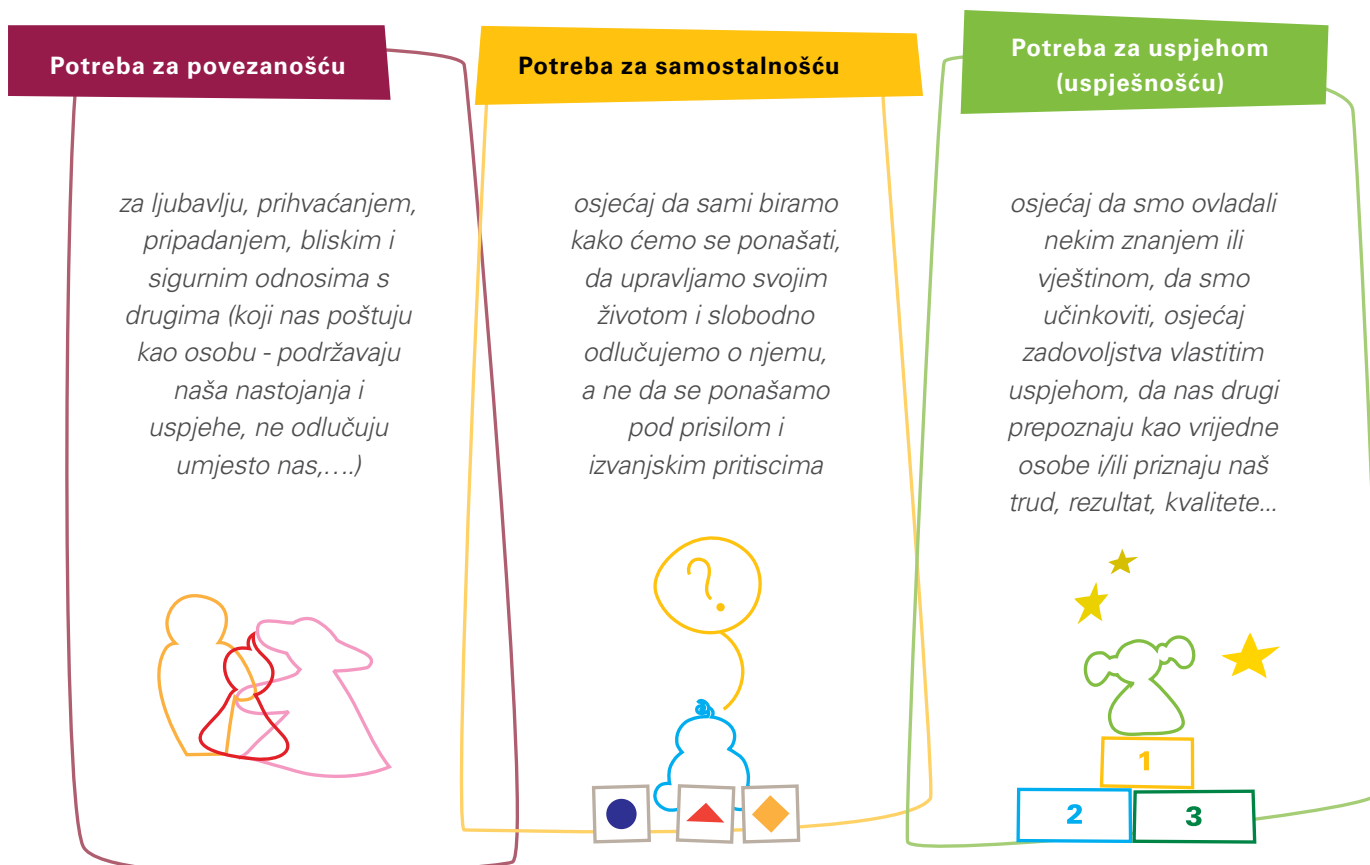 Potreba za povezanošću
za ljubavlju, prihvaćanjem,
pripadanjem, bliskim i
sigurnim odnosima s
drugima (koji nas poštuju
kao osobu - podržavaju
naša nastojanja i
uspjehe, ne odlučuju
umjesto nas,....)
Potreba za samostalnošću
osjećaj da sami biramo
kako ćemo se ponašati,
da upravljamo svojim
životom i slobodno
odlučujemo o njemu,
a ne da se ponašamo
pod prisilom i
izvanjskim pritiscima
?
Potreba za uspjehom
(uspješnošću)
osjećaj da smo ovladali
nekim znanjem ili
vještinom, da smo
učinkoviti, osjećaj
zadovoljstva vlastitim
uspjehom, da nas drugi
prepoznaju kao vrijedne
osobe i/ili priznaju naš
trud, rezultat, kvalitete...
1
2
3